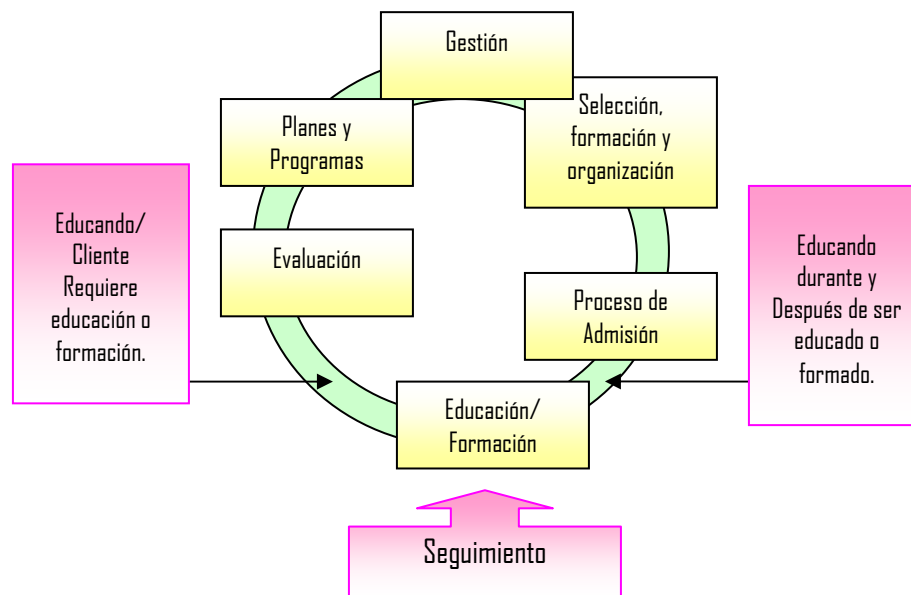 Gestión
Selección,
formación y
organización
Planes y
Programas
Educando/
Cliente
Requiere
educación o
formación.
Evaluación
Educando
durante y
Después de ser
educado o
formado.
Proceso de
Admisión
Educación/
Formación
Seguimiento